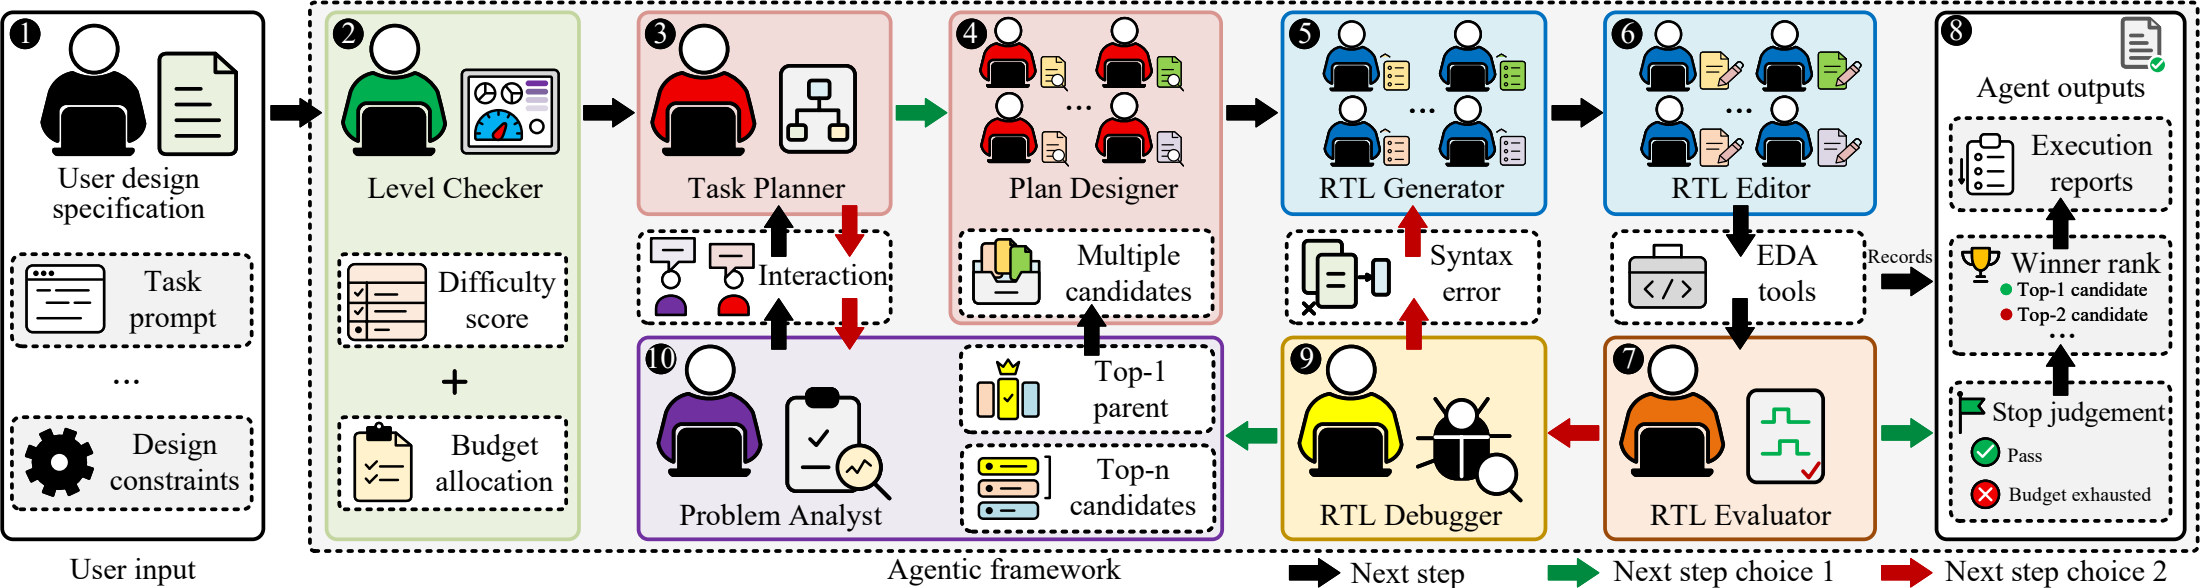 1
User design
specification
Task
prompt
...
Design
constraints
User input
2
Level Checker
Difficulty
score
+
Budget
allocation
3
Task Planner
Interaction
4
...
Plan Designer
Multiple
candidates
5
...
RTL Generator
Syntax
error
6
...
RTL Editor
EDA
tools
Records
7
RTL Evaluator
8
Agent outputs
Execution
reports
Winner rank
Top-1 candidate
Top-2 candidate
...
Stop judgement
Pass
Budget exhausted
9
RTL Debugger
10
Problem Analyst
Top-1
parent
Top-n
candidates
Agentic framework
Next step
Next step choice 1
Next step choice 2